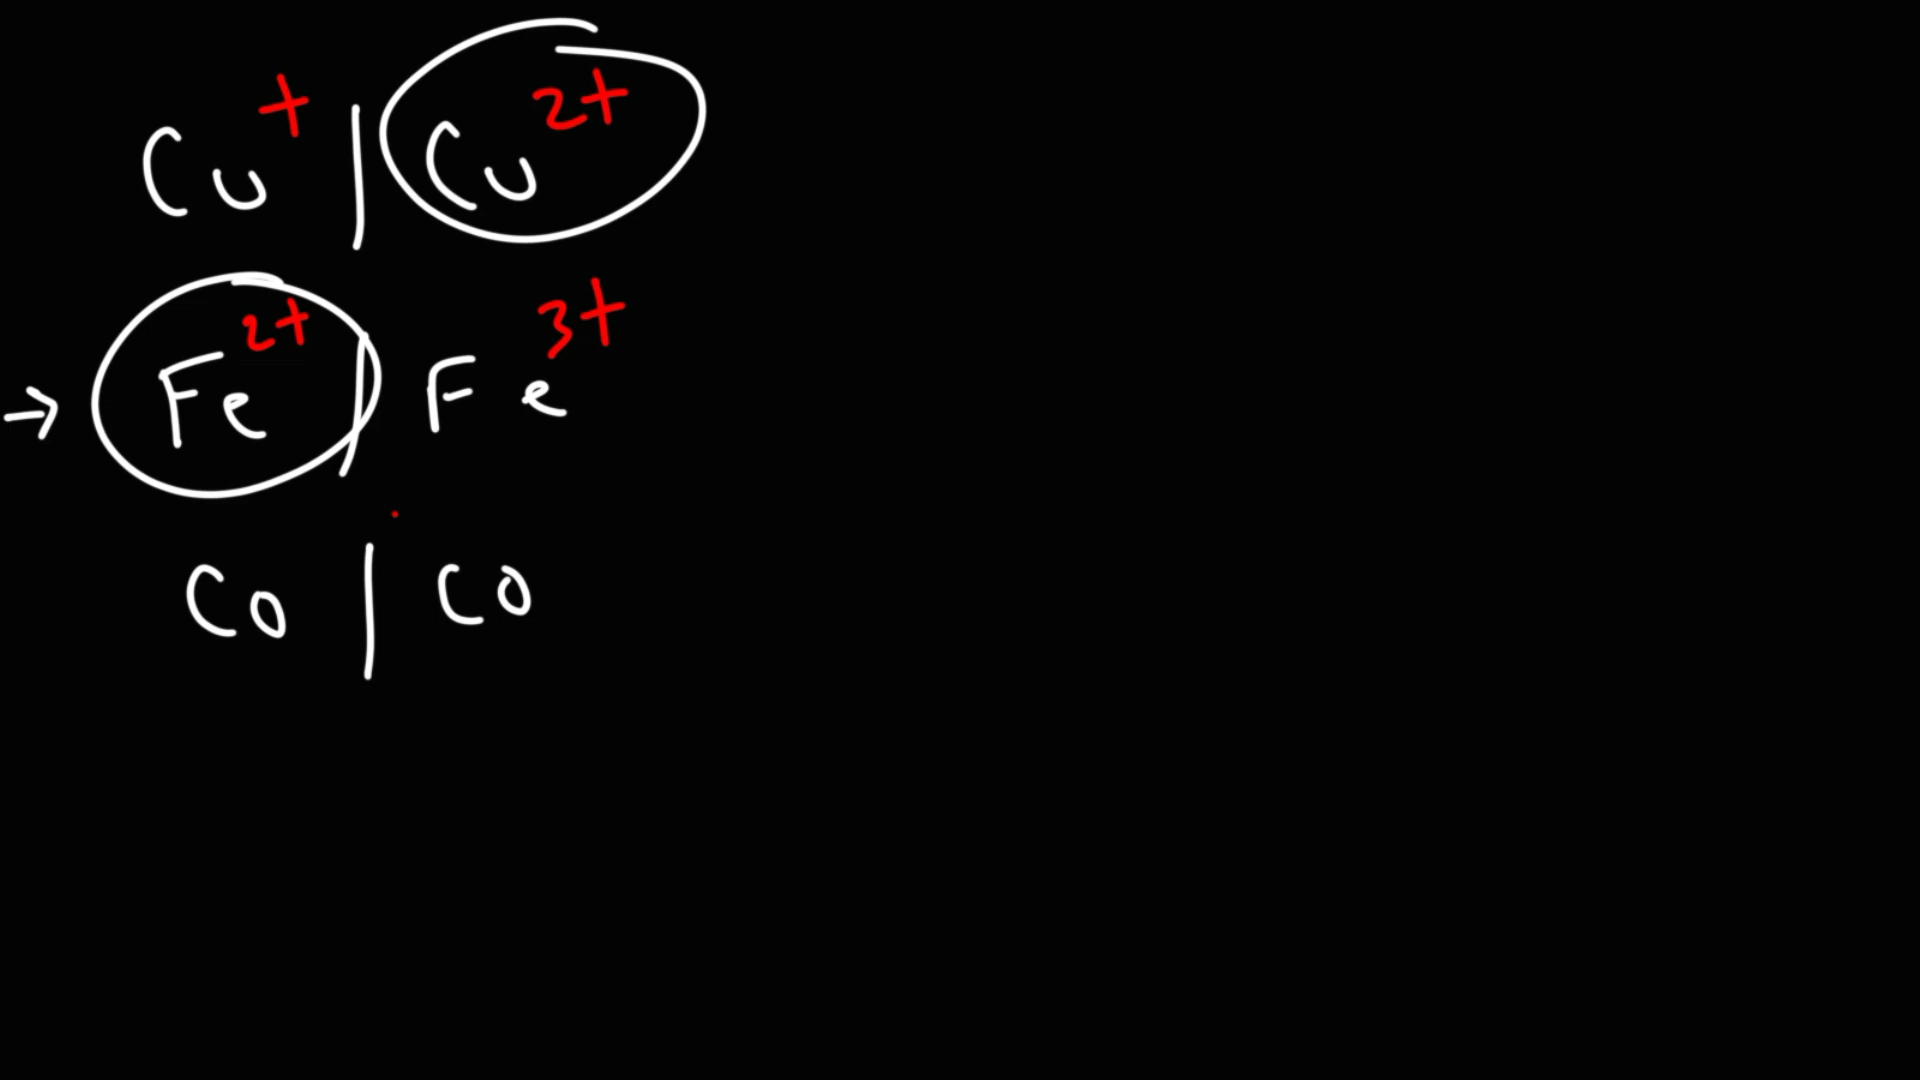 Cu⁺ | Cu²⁺
→ Fe²⁺ | Fe³⁺
Co | Co